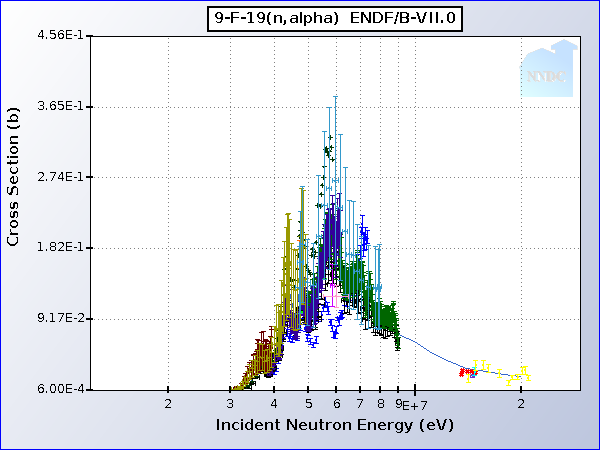 9-F-19(n,alpha) ENDF/B-VII.0
4.56E-1
3.65E-1
2.74E-1
1.82E-1
9.17E-2
6.00E-4
Cross Section (b)
NNDC
2 3 4 5 6 7 8 9E+7 2
Incident Neutron Energy (eV)